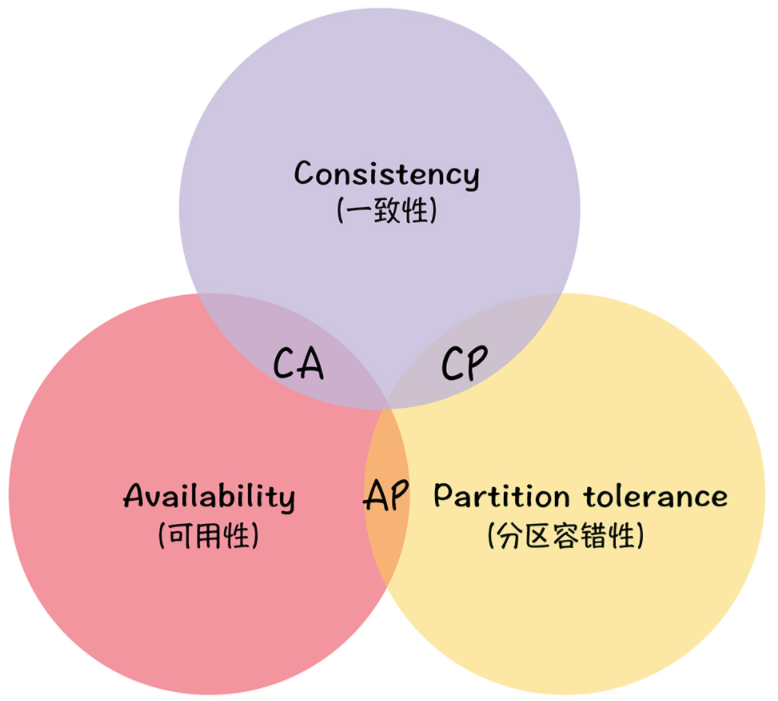 Consistency
(一致性)
CA
CP
Availability
(可用性)
AP
Partition tolerance
(分区容错性)